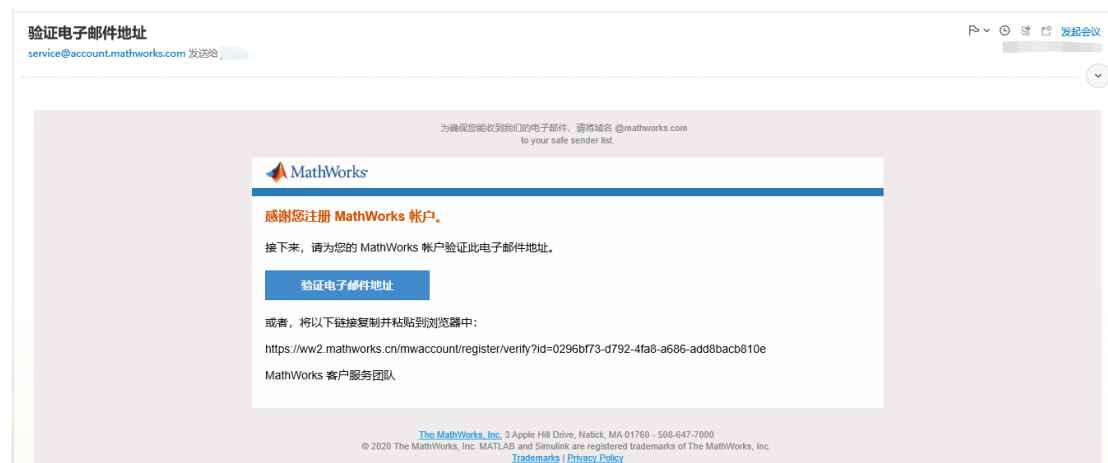 验证电子邮件地址
service@account.mathworks.com 发送给
发起会议
为确保您能收到我们的电子邮件，请将域名 @mathworks.com
to your safe sender list.
MathWorks
感谢您注册 MathWorks 帐户。
接下来，请为您的 MathWorks 帐户验证此电子邮件地址。
验证电子邮件地址
或者，将以下链接复制并粘贴到浏览器中：
https://ww2.mathworks.cn/mwaccount/register/verify?id=0296bf73-d792-4fa8-a686-add8bacb810e
MathWorks 客户服务团队
The MathWorks, Inc. 3 Apple Hill Drive, Natick, MA 01760 - 508-647-7000
© 2020 The MathWorks, Inc. MATLAB and Simulink are registered trademarks of The MathWorks, Inc.
Trademarks | Privacy Policy